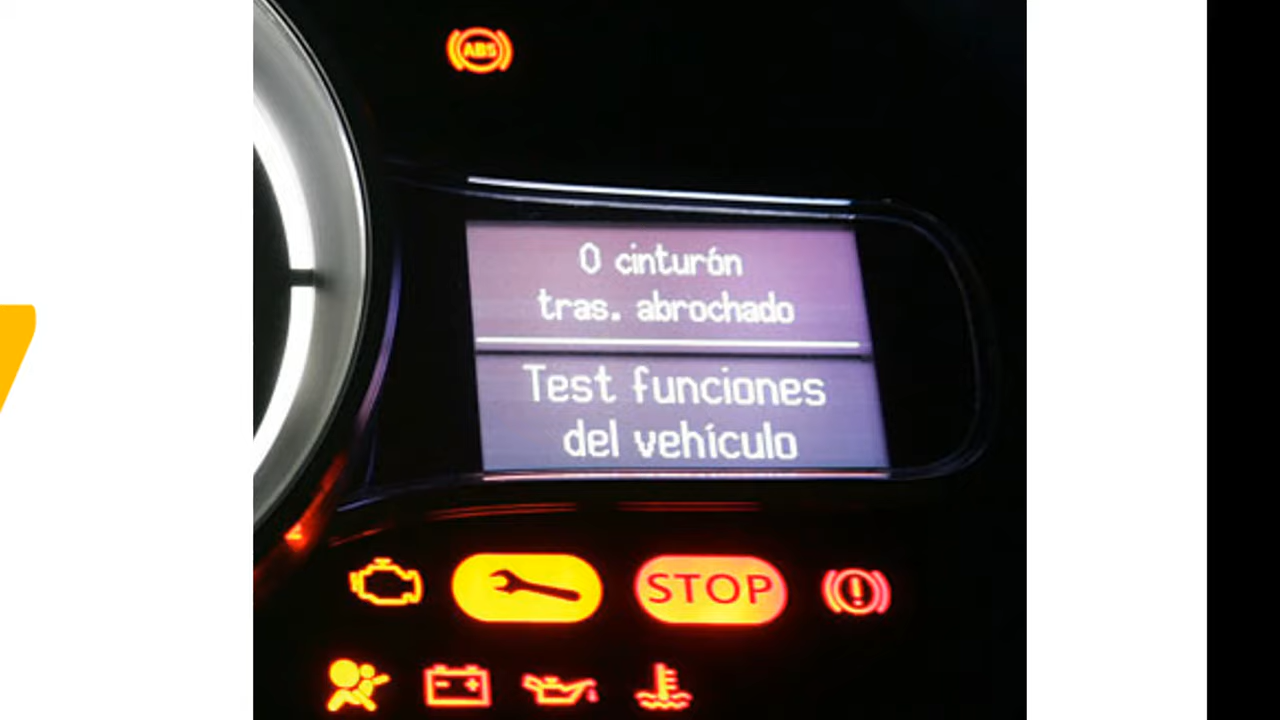 ABS
0 cinturón
tras. abrochado
Test funciones
del vehículo
STOP